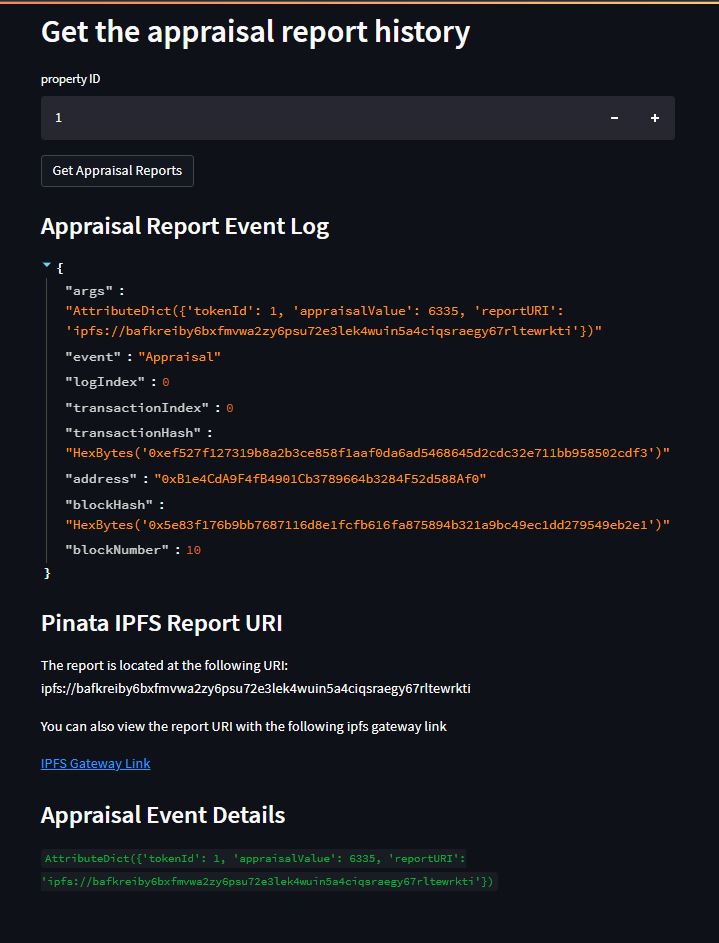 Get the appraisal report history
property ID
1 − +
Get Appraisal Reports
Appraisal Report Event Log
{
"args" :
"AttributeDict({'tokenId': 1, 'appraisalValue': 6335, 'reportURI':
'ipfs://bafkreiby6bxfmvwa2zy6psu72e3lek4wuin5a4ciqsraegy67rltewrkti'})"
"event" : "Appraisal"
"logIndex" : 0
"transactionIndex" : 0
"transactionHash" :
"HexBytes('0xef527f127319b8a2b3ce858f1aaf0da6ad5468645d2cdc32e711bb958502cdf3')"
"address" : "0xB1e4CdA9F4fB4901Cb3789664b3284F52d588Af0"
"blockHash" :
"HexBytes('0x5e83f176b9bb7687116d8e1fcfb616fa875894b321a9bc49ec1dd279549eb2e1')"
"blockNumber" : 10
}
Pinata IPFS Report URI
The report is located at the following URI:
ipfs://bafkreiby6bxfmvwa2zy6psu72e3lek4wuin5a4ciqsraegy67rltewrkti
You can also view the report URI with the following ipfs gateway link
IPFS Gateway Link
Appraisal Event Details
AttributeDict({'tokenId': 1, 'appraisalValue': 6335, 'reportURI':
'ipfs://bafkreiby6bxfmvwa2zy6psu72e3lek4wuin5a4ciqsraegy67rltewrkti'})